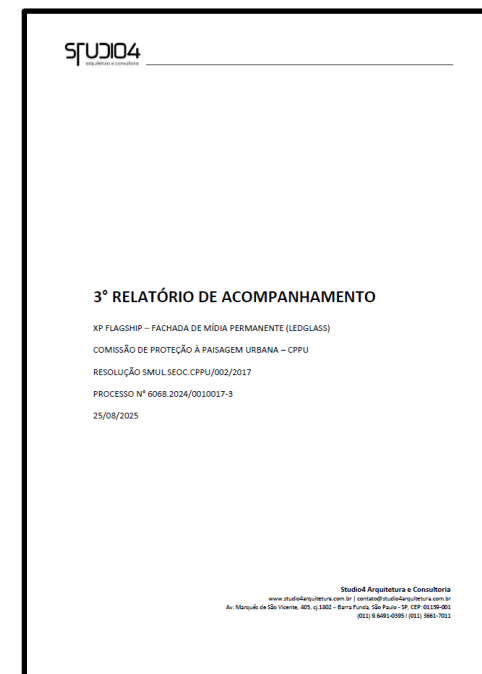 STUDIO4
arquitetura e consultoria
3° RELATÓRIO DE ACOMPANHAMENTO
XP FLAGSHIP – FACHADA DE MÍDIA PERMANENTE (LEDGLASS)
COMISSÃO DE PROTEÇÃO À PAISAGEM URBANA – CPPU
RESOLUÇÃO SMUL.SEOC.CPPU/002/2017
PROCESSO N° 6068.2024/0010017-3
25/08/2025
Studio4 Arquitetura e Consultoria
www.studio4arquitetura.com.br | contato@studio4arquitetura.com.br
Av. Marquês de São Vicente, 405, cj.1802 – Barra Funda, São Paulo - SP, CEP: 01139-001
(011) 9.6491-0395 I (011) 3661-7011